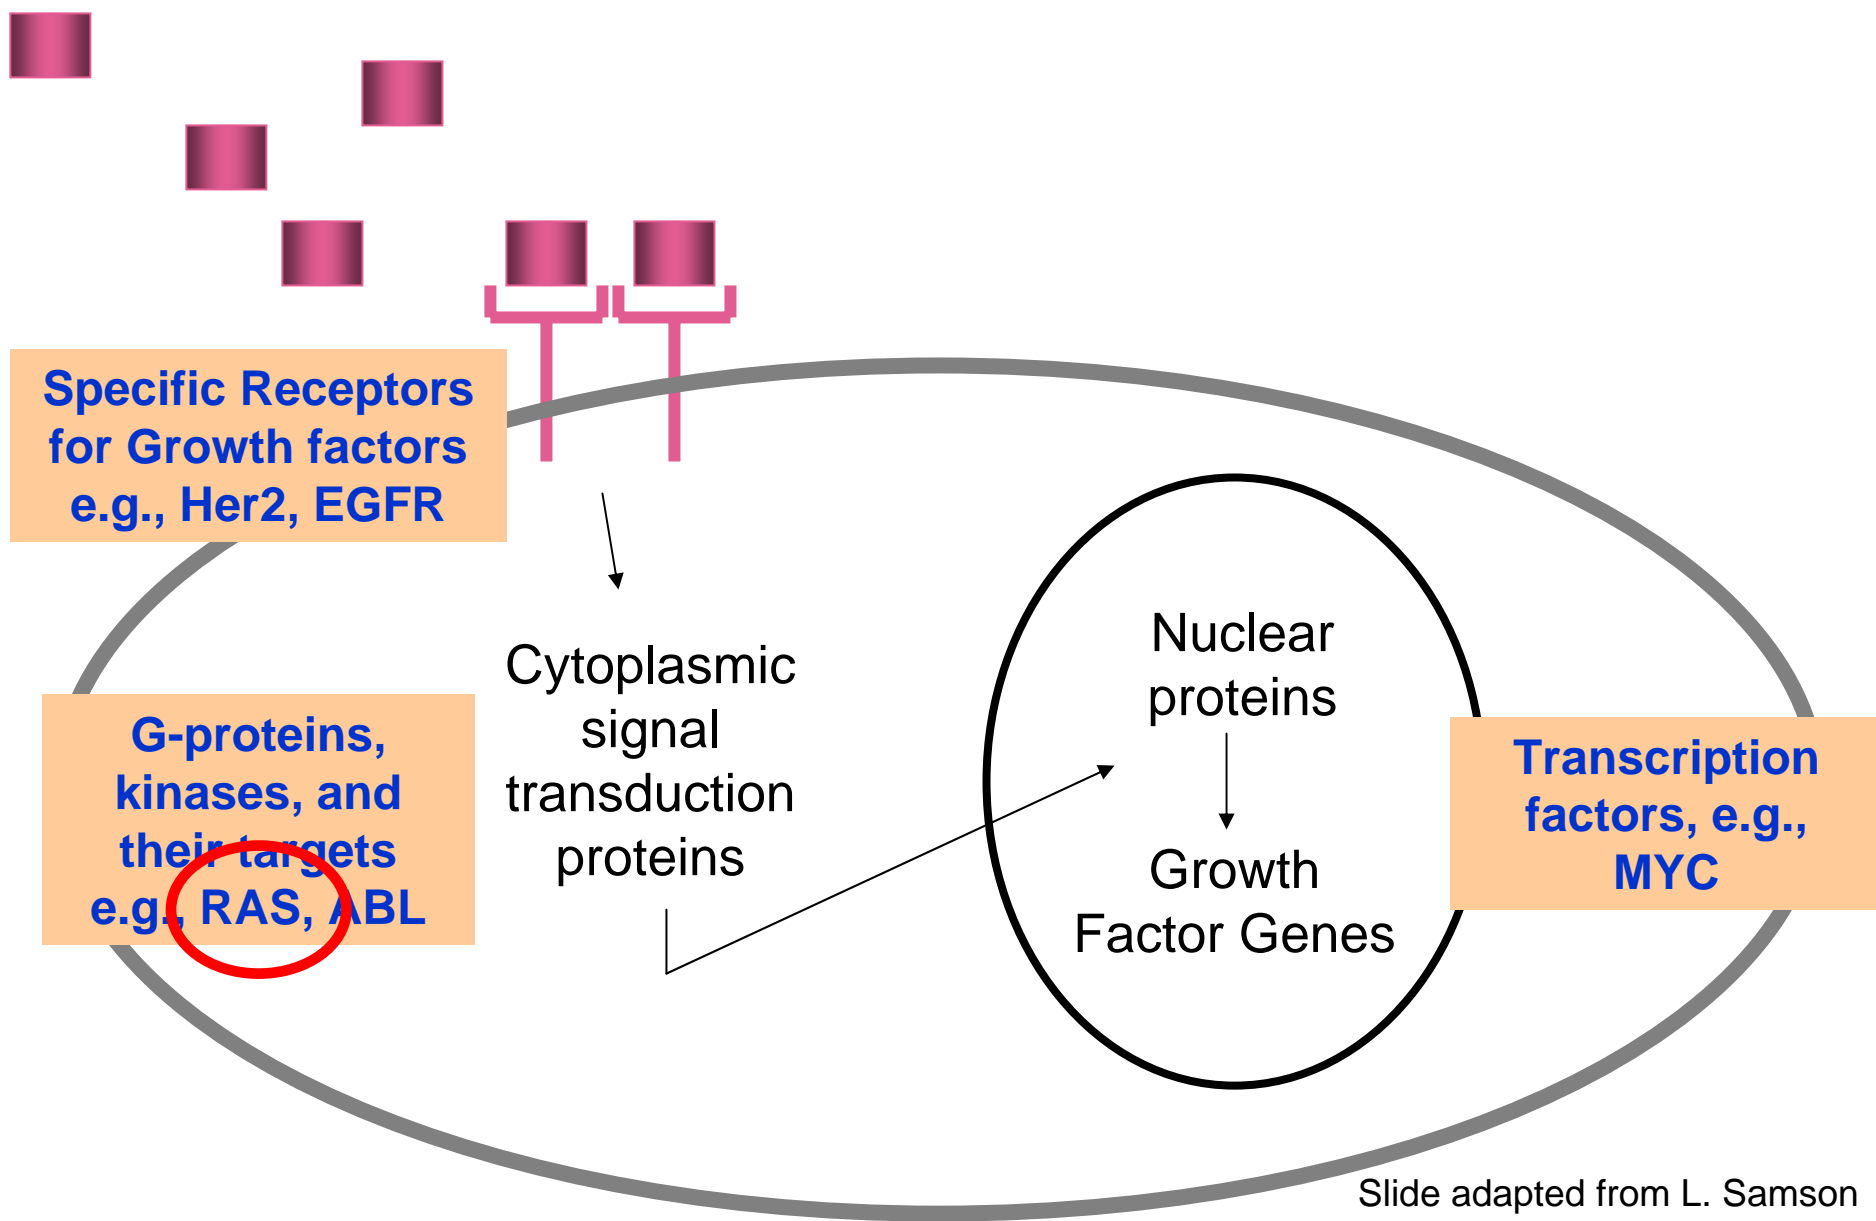 Specific Receptors
for Growth factors
e.g., Her2, EGFR
Cytoplasmic
signal
transduction
proteins
G-proteins,
kinases, and
their targets
e.g., RAS, ABL
Nuclear
proteins
Growth
Factor Genes
Transcription
factors, e.g.,
MYC
Slide adapted from L. Samson